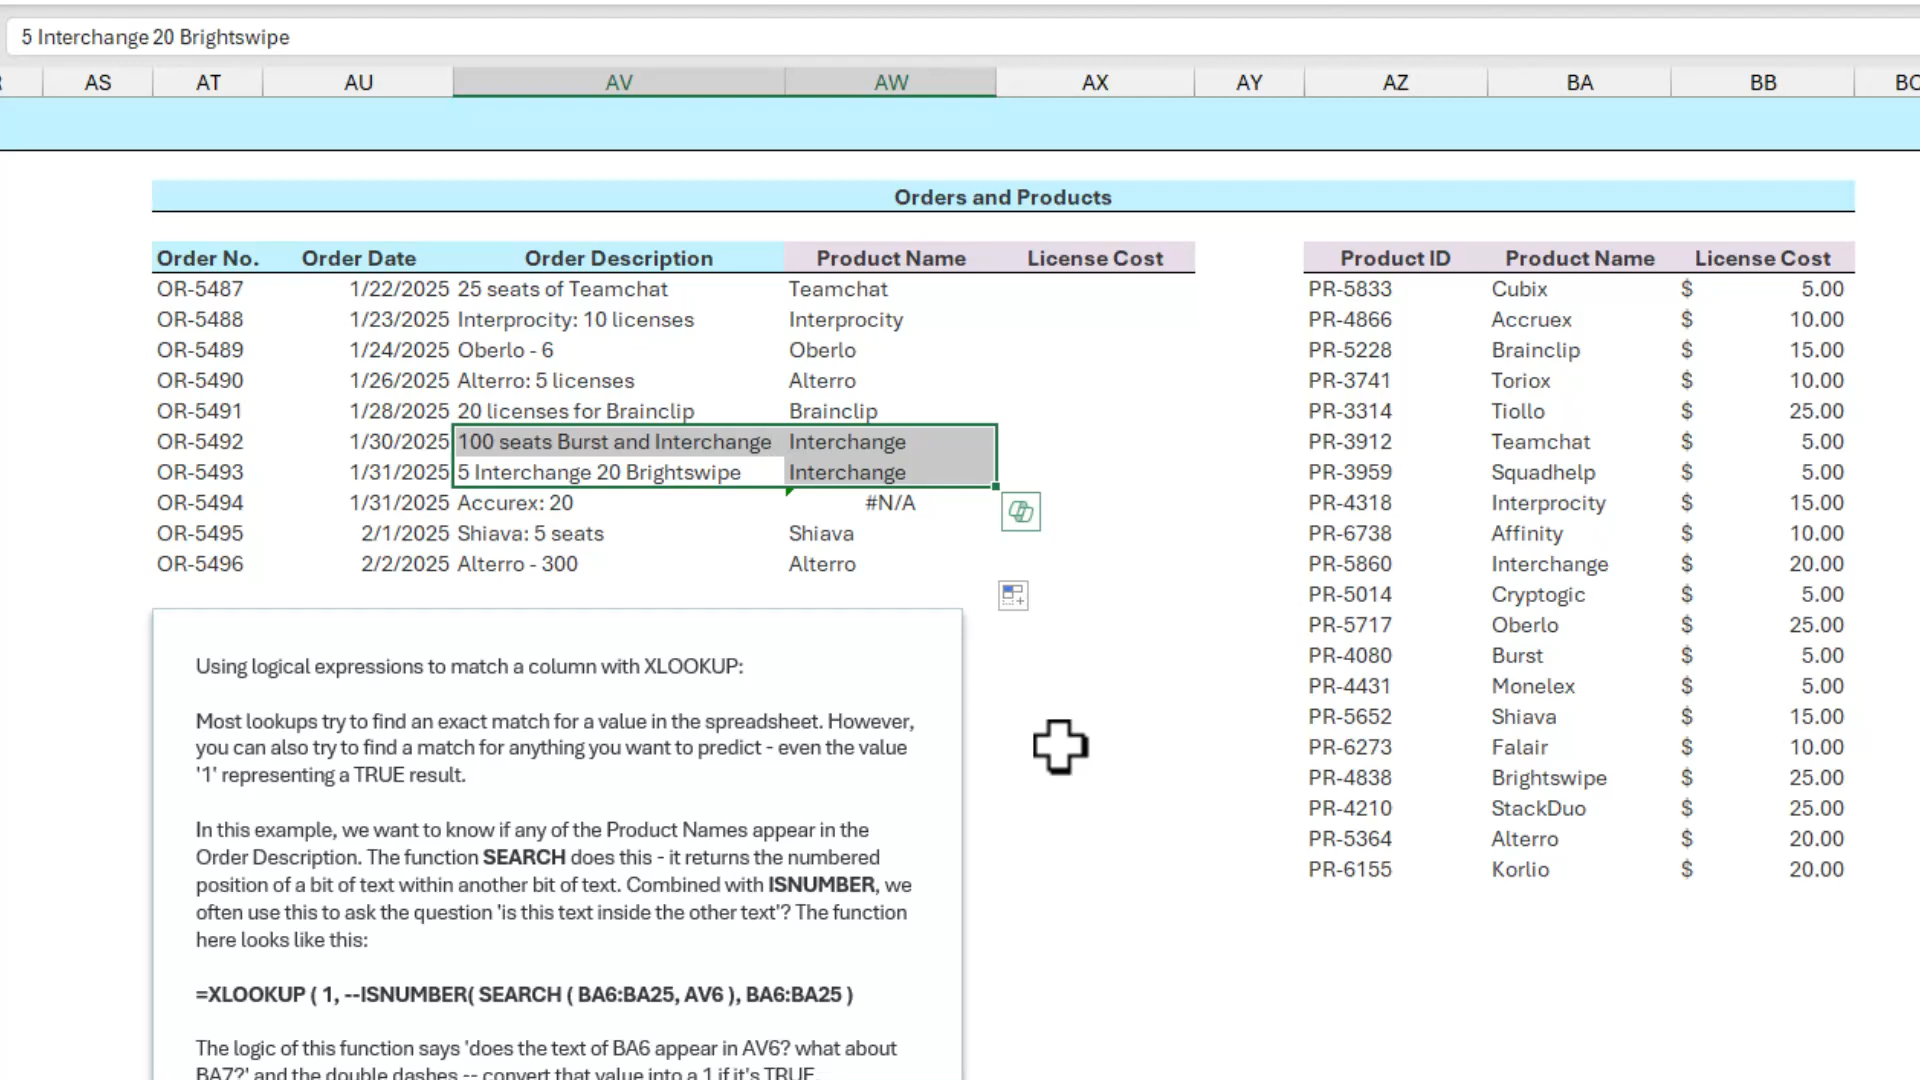 5 Interchange 20 Brightswipe
AS AT AU AV AW AX AY AZ BA BB
Orders and Products
Order No. Order Date Order Description Product Name License Cost Product ID Product Name License Cost
OR-5487 1/22/2025 25 seats of Teamchat Teamchat PR-5833 Cubix $ 5.00
OR-5488 1/23/2025 Interprocity: 10 licenses Interprocity PR-4866 Accruex $ 10.00
OR-5489 1/24/2025 Oberlo - 6 Oberlo PR-5228 Brainclip $ 15.00
OR-5490 1/26/2025 Alterro: 5 licenses Alterro PR-3741 Toriox $ 10.00
OR-5491 1/28/2025 20 licenses for Brainclip Brainclip PR-3314 Tiollo $ 25.00
OR-5492 1/30/2025 100 seats Burst and Interchange Interchange PR-3912 Teamchat $ 5.00
OR-5493 1/31/2025 5 Interchange 20 Brightswipe Interchange PR-3959 Squadhelp $ 5.00
OR-5494 1/31/2025 Accurex: 20 #N/A PR-4318 Interprocity $ 15.00
OR-5495 2/1/2025 Shiava: 5 seats Shiava PR-6738 Affinity $ 10.00
OR-5496 2/2/2025 Alterro - 300 Alterro PR-5860 Interchange $ 20.00
PR-5014 Cryptogic $ 5.00
PR-5717 Oberlo $ 25.00
PR-4080 Burst $ 5.00
PR-4431 Monelex $ 5.00
PR-5652 Shiava $ 15.00
PR-6273 Falair $ 10.00
PR-4838 Brightswipe $ 25.00
PR-4210 StackDuo $ 25.00
PR-5364 Alterro $ 20.00
PR-6155 Korlio $ 20.00
Using logical expressions to match a column with XLOOKUP:
Most lookups try to find an exact match for a value in the spreadsheet. However,
you can also try to find a match for anything you want to predict - even the value
'1' representing a TRUE result.
In this example, we want to know if any of the Product Names appear in the
Order Description. The function SEARCH does this - it returns the numbered
position of a bit of text within another bit of text. Combined with ISNUMBER, we
often use this to ask the question 'is this text inside the other text'? The function
here looks like this:
=XLOOKUP ( 1, --ISNUMBER( SEARCH ( BA6:BA25, AV6 ), BA6:BA25 )
The logic of this function says 'does the text of BA6 appear in AV6? what about
BA7?' and the double dashes -- convert that value into a 1 if it's TRUE.